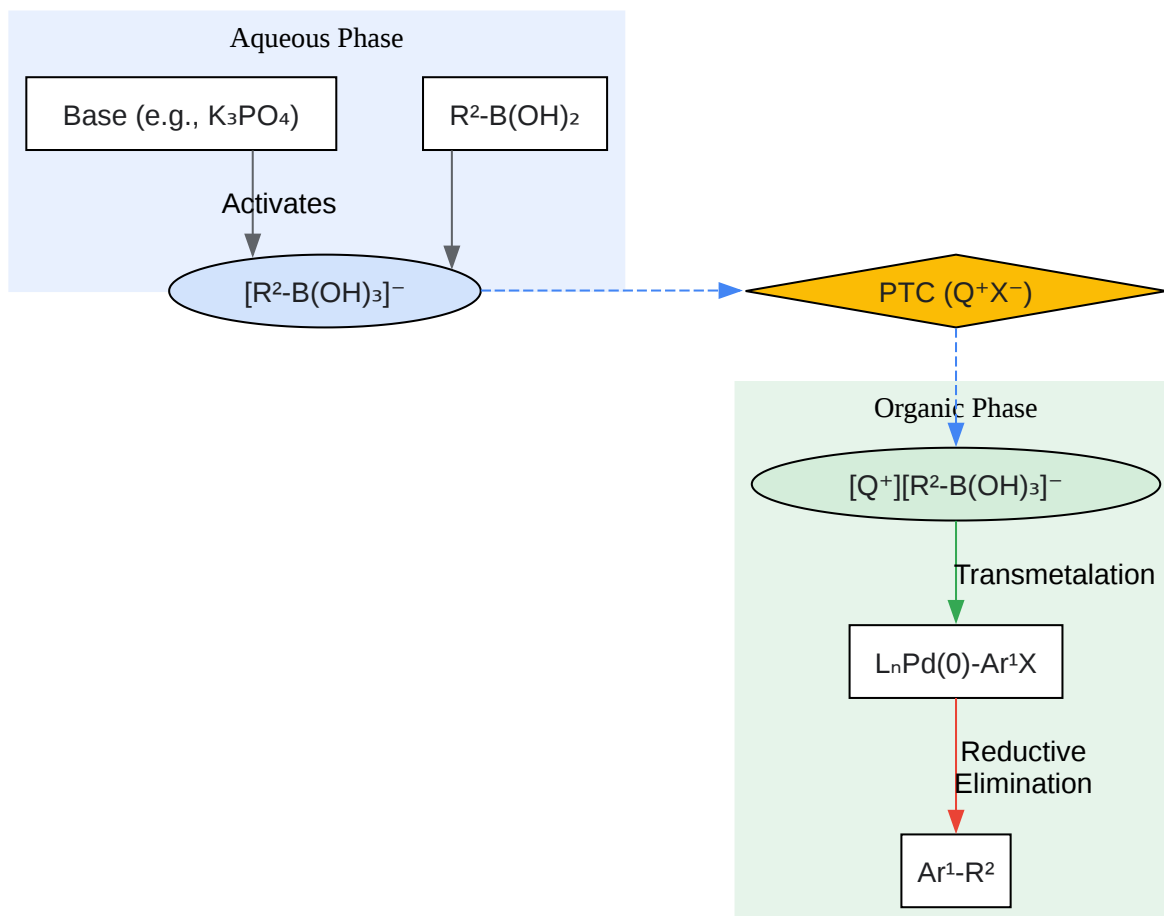 Aqueous Phase
Base (e.g., K₃PO₄)
R²-B(OH)₂
Activates
[R²-B(OH)₃]⁻
PTC (Q⁺X⁻)
Organic Phase
[Q⁺][R²-B(OH)₃]⁻
Transmetalation
LₙPd(0)-Ar¹X
Reductive
Elimination
Ar¹-R²